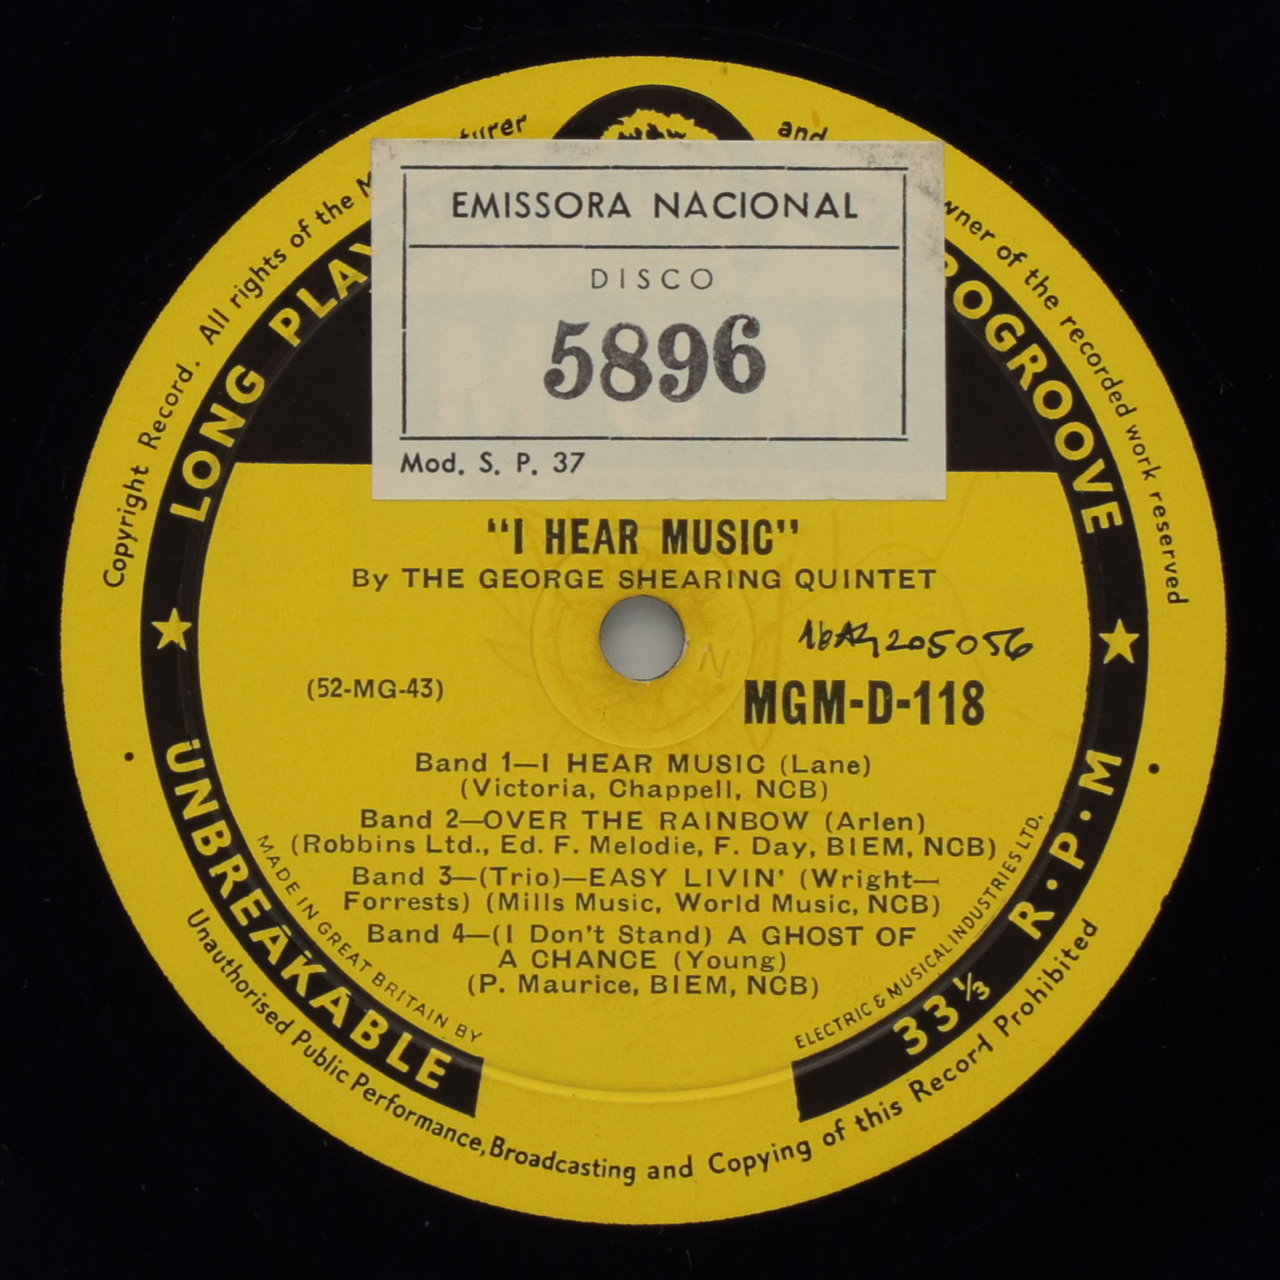 Copyright Record. All rights of the M
turer
and
wner of the recorded work reserved
LONG PLAY
ROGROOVE
EMISSORA NACIONAL
DISCO
5896
Mod. S. P. 37
"I HEAR MUSIC"
By THE GEORGE SHEARING QUINTET
(52-MG-43)
MGM-D-118
Band 1—I HEAR MUSIC (Lane)
(Victoria, Chappell, NCB)
Band 2—OVER THE RAINBOW (Arlen)
(Robbins Ltd., Ed. F. Melodie, F. Day, BIEM, NCB)
Band 3—(Trio)—EASY LIVIN' (Wright—
Forrests) (Mills Music, World Music, NCB)
Band 4—(I Don't Stand) A GHOST OF
A CHANCE (Young)
(P. Maurice, BIEM, NCB)
MADE IN GREAT BRITAIN BY
ELECTRIC & MUSICAL INDUSTRIES LTD.
UNBREAKABLE
33⅓ R·P·M
Unauthorised Public Performance, Broadcasting and Copying of this Record Prohibited